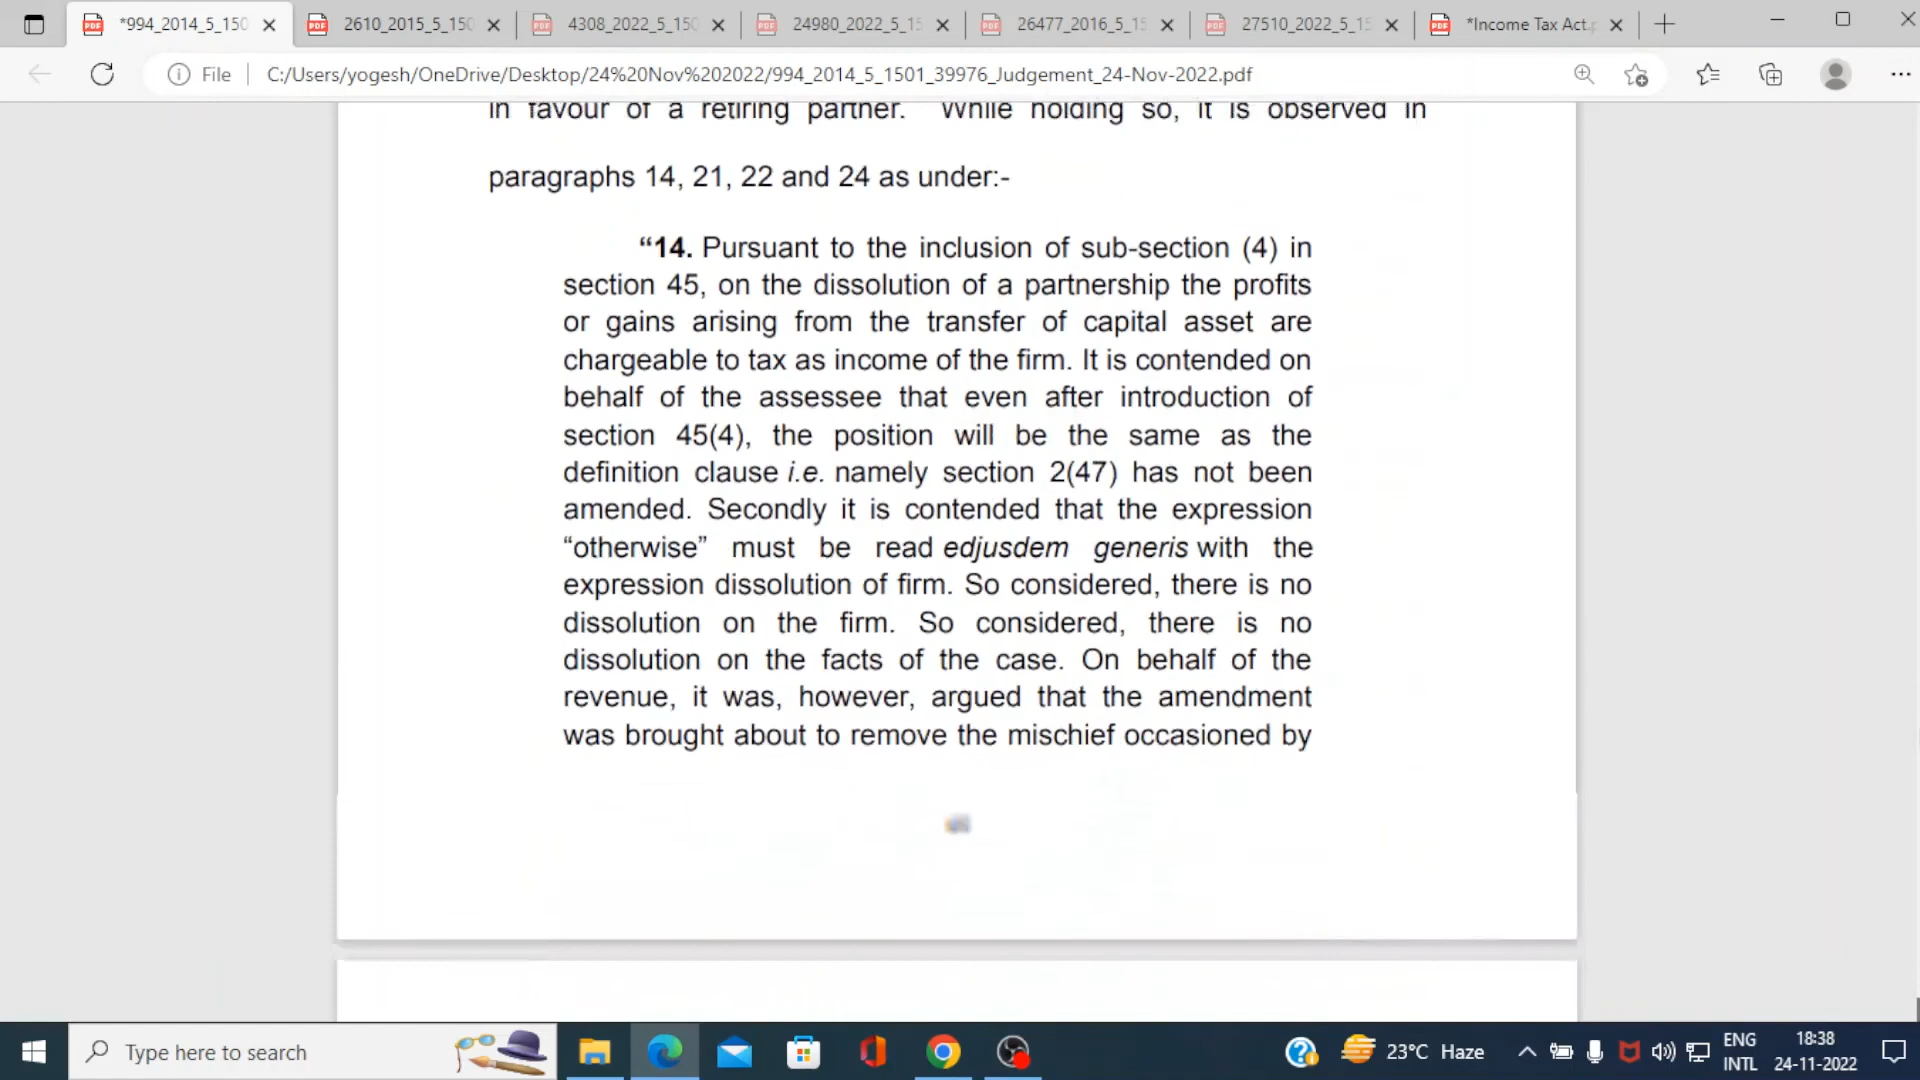 *994_2014_5_150
2610_2015_5_150
4308_2022_5_150
24980_2022_5_15
26477_2016_5_15
27510_2022_5_15
*Income Tax Act.p
File
C:/Users/yogesh/OneDrive/Desktop/24%20Nov%202022/994_2014_5_1501_39976_Judgement_24-Nov-2022.pdf
in favour of a retiring partner. While holding so, it is observed in
paragraphs 14, 21, 22 and 24 as under:-
“14. Pursuant to the inclusion of sub-section (4) in
section 45, on the dissolution of a partnership the profits
or gains arising from the transfer of capital asset are
chargeable to tax as income of the firm. It is contended on
behalf of the assessee that even after introduction of
section 45(4), the position will be the same as the
definition clause i.e. namely section 2(47) has not been
amended. Secondly it is contended that the expression
“otherwise” must be read edjusdem generis with the
expression dissolution of firm. So considered, there is no
dissolution on the firm. So considered, there is no
dissolution on the facts of the case. On behalf of the
revenue, it was, however, argued that the amendment
was brought about to remove the mischief occasioned by
Type here to search
23°C Haze
ENG
INTL
18:38
24-11-2022